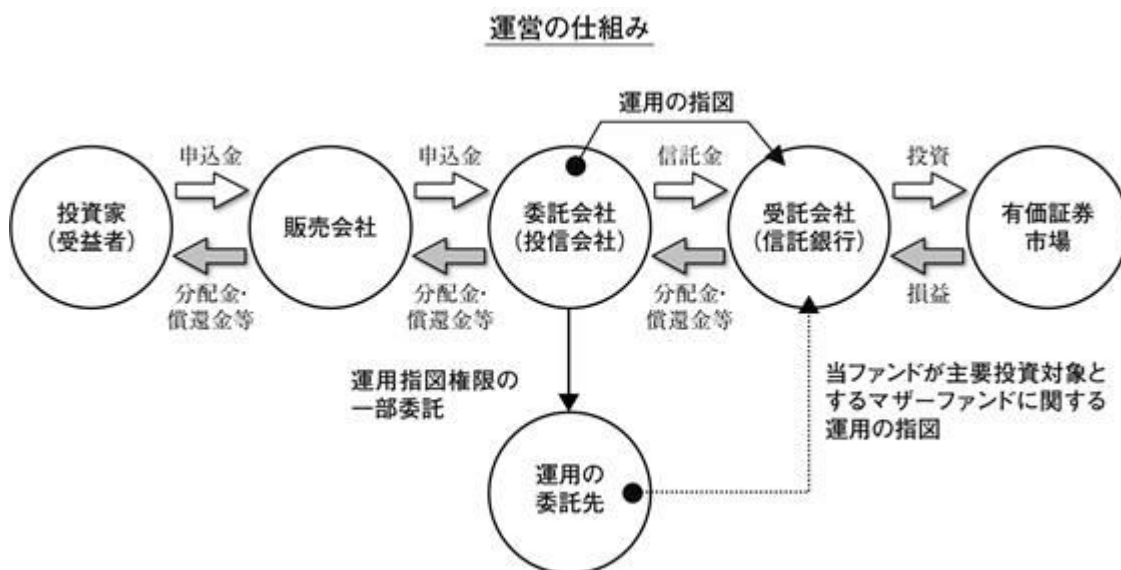 運営の仕組み
運用の指図
申込金
申込金
信託金
投資
投資家
(受益者)
販売会社
委託会社
(投信会社)
受託会社
(信託銀行)
有価証券
市場
分配金・
償還金等
分配金・
償還金等
分配金・
償還金等
損益
運用指図権限の
一部委託
当ファンドが主要投資対象と
するマザーファンドに関する
運用の指図
運用の
委託先